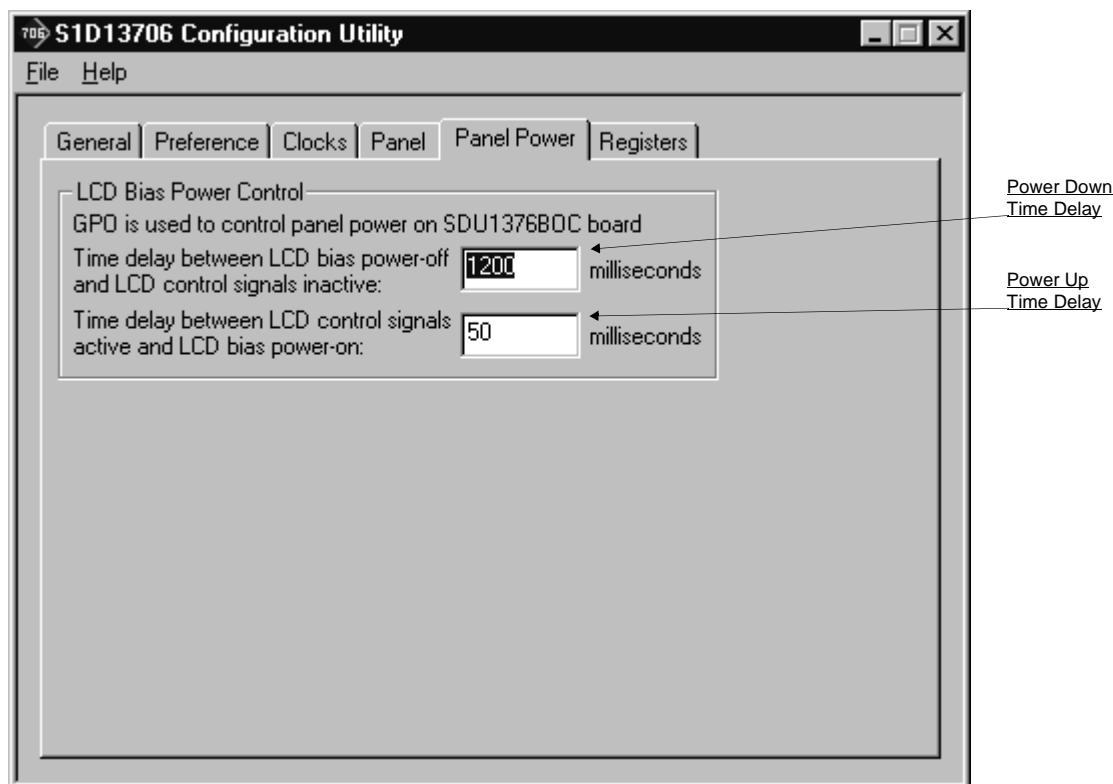 706 S1D13706 Configuration Utility
File Help
General Preference Clocks Panel Panel Power Registers
LCD Bias Power Control
GPO is used to control panel power on SDU1376B0C board
Time delay between LCD bias power-off
and LCD control signals inactive:
1200 milliseconds
Time delay between LCD control signals
active and LCD bias power-on:
50 milliseconds
Power Down
Time Delay
Power Up
Time Delay